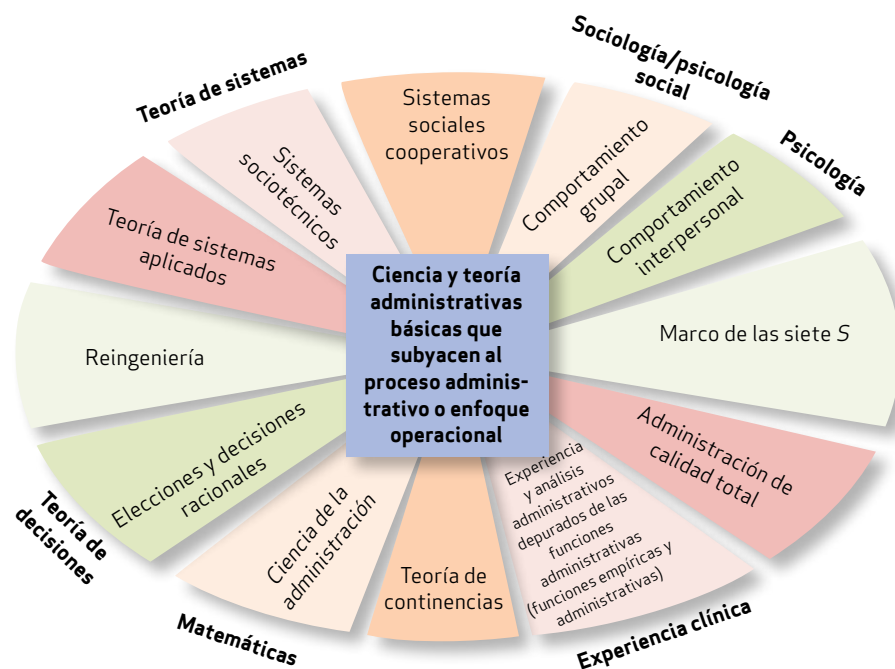 Teoría de sistemas
Sociología/psicología
social
Psicología
Sistemas
sociales
cooperativos
Comportamiento
grupal
Comportamiento
interpersonal
Marco de las siete S
Administración de
calidad total
Experiencia
y análisis
administrativos
depurados de las
funciones
administrativas
(funciones empíricas y
administrativas)
Experiencia clínica
Teoría de
continencias
Ciencia de la
administración
Matemáticas
Elecciones y decisiones
racionales
Teoría de
decisiones
Reingeniería
Teoría de sistemas
aplicados
Sistemas
sociotécnicos
Ciencia y teoría
administrativas
básicas que
subyacen al
proceso adminis-
trativo o enfoque
operacional